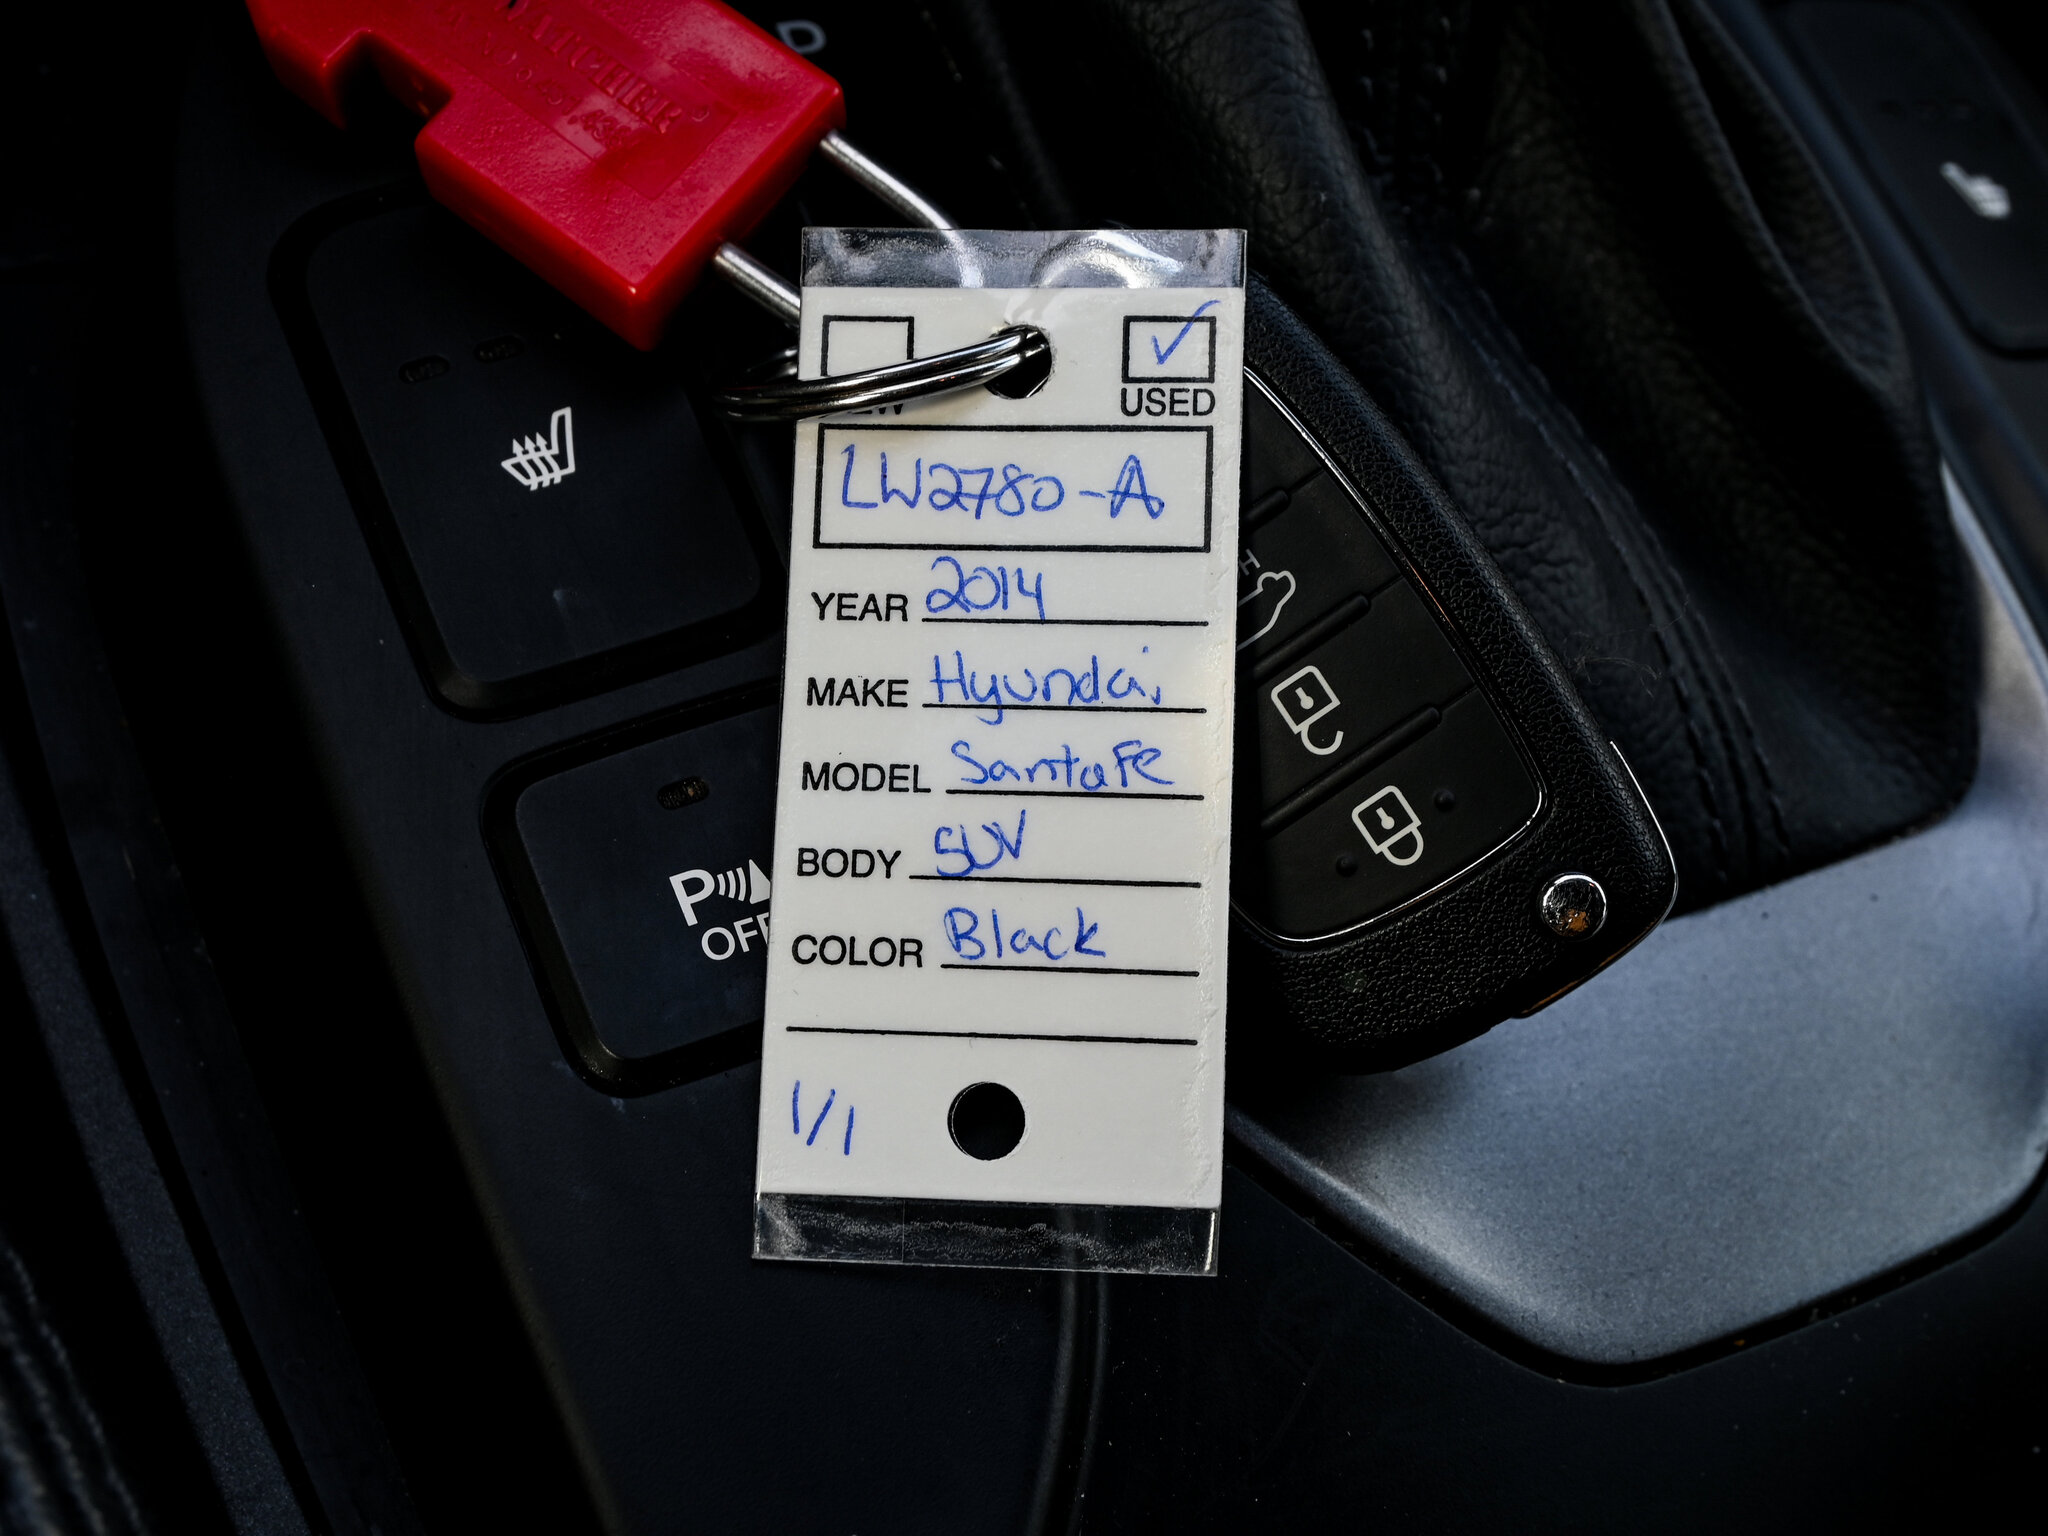 D
USED
LW2780-A
YEAR 2014
MAKE Hyundai
MODEL SantaFe
BODY SUV
COLOR Black
1/1
P
OFF